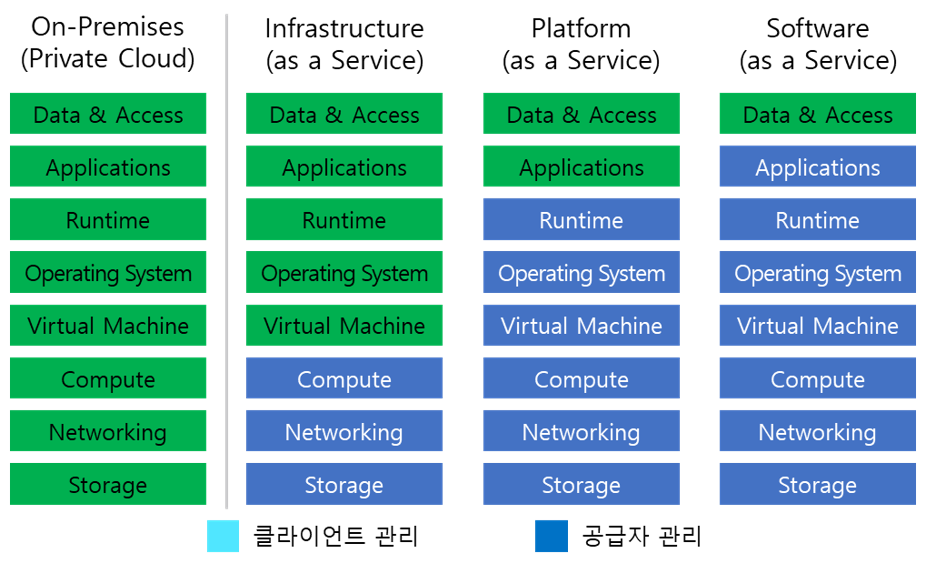 On-Premises
(Private Cloud)
Data & Access
Applications
Runtime
Operating System
Virtual Machine
Compute
Networking
Storage
Infrastructure
(as a Service)
Data & Access
Applications
Runtime
Operating System
Virtual Machine
Compute
Networking
Storage
Platform
(as a Service)
Data & Access
Applications
Runtime
Operating System
Virtual Machine
Compute
Networking
Storage
Software
(as a Service)
Data & Access
Applications
Runtime
Operating System
Virtual Machine
Compute
Networking
Storage
클라이언트 관리
공급자 관리